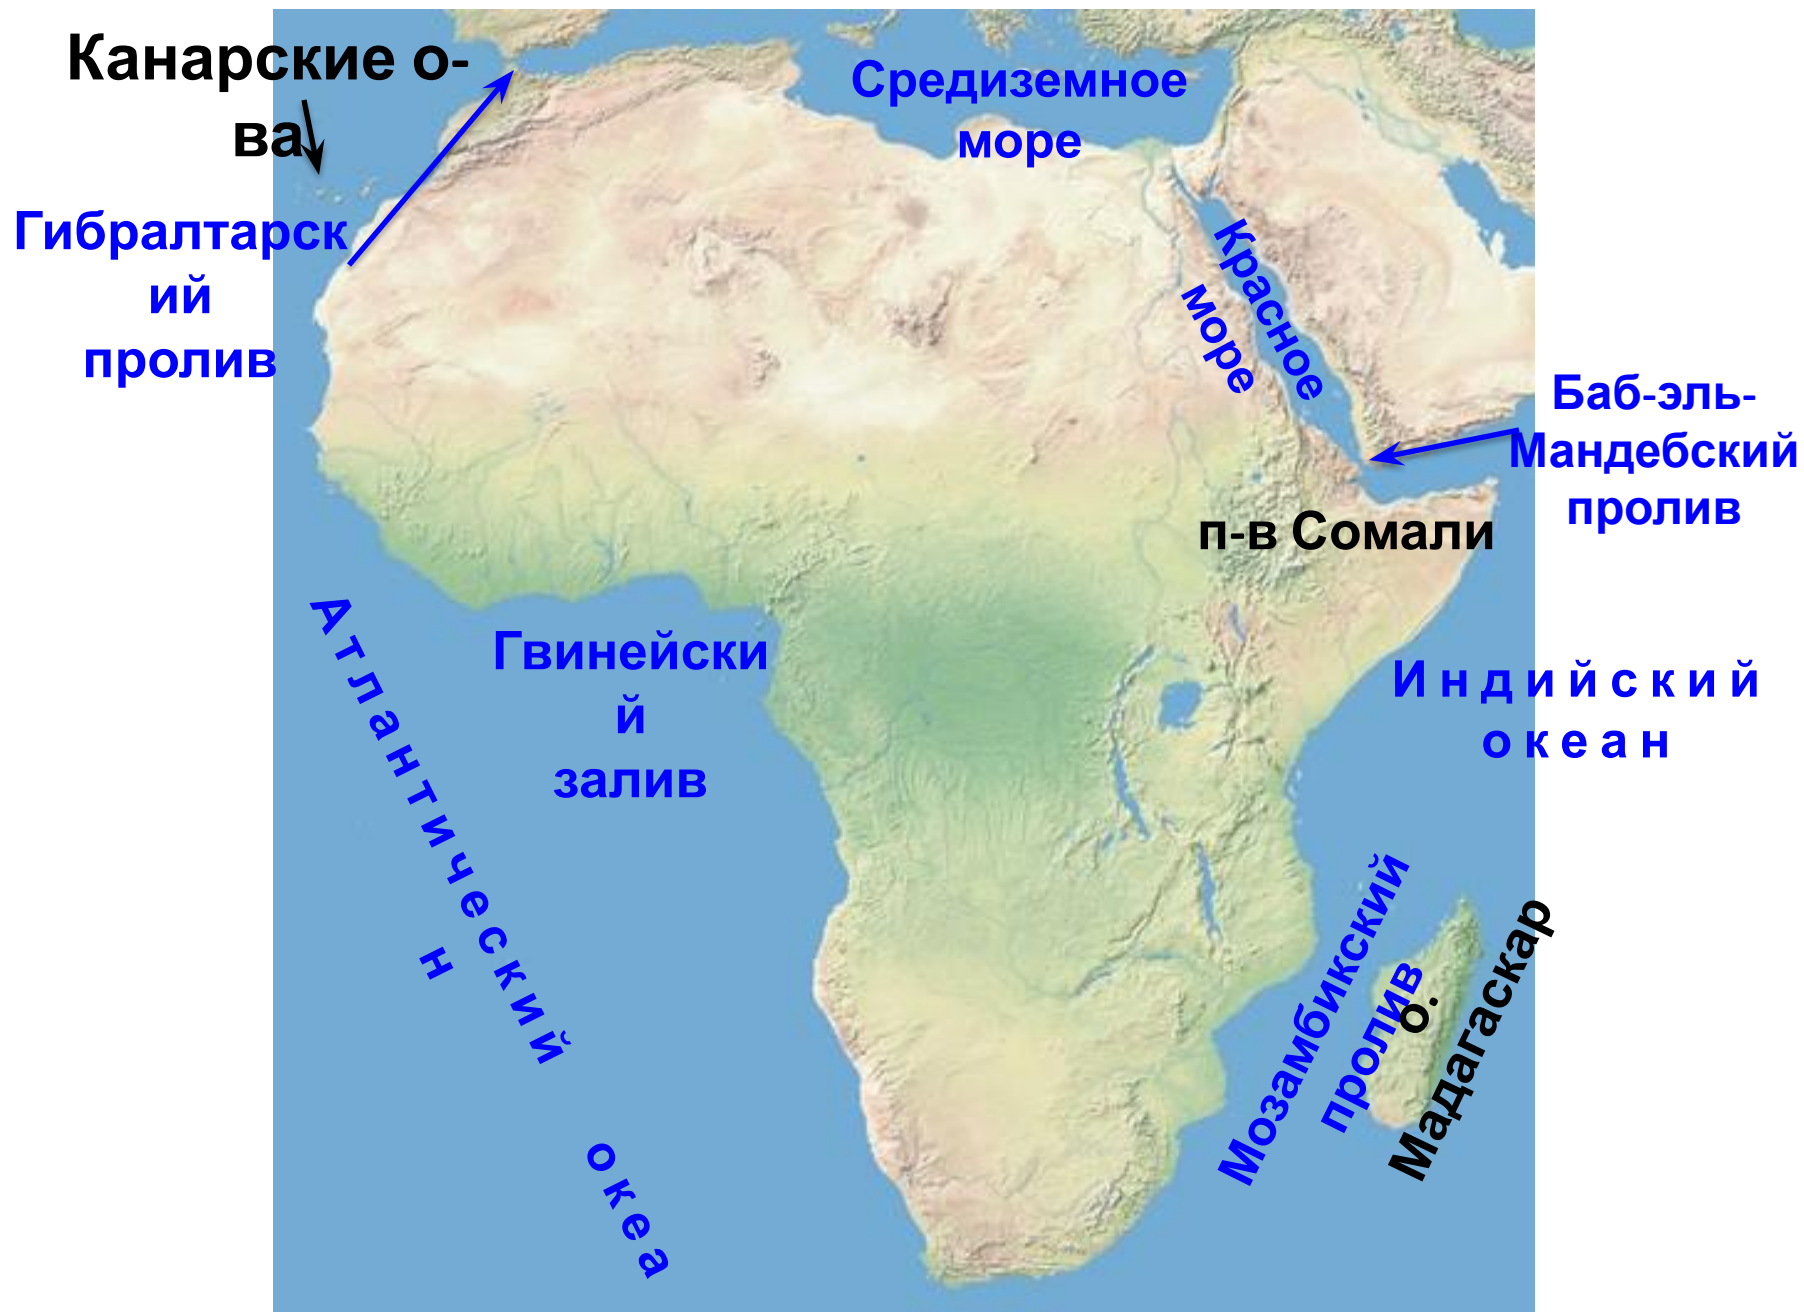 Канарские о-
ва
Средиземное
море
Гибралтарск
ий
пролив
Красное
море
Баб-эль-
Мандебский
пролив
п-в Сомали
Атлантический океа
н
Гвинейски
й
залив
Индийский
океан
Мозамбикский
пролив
о.
Мадагаскар